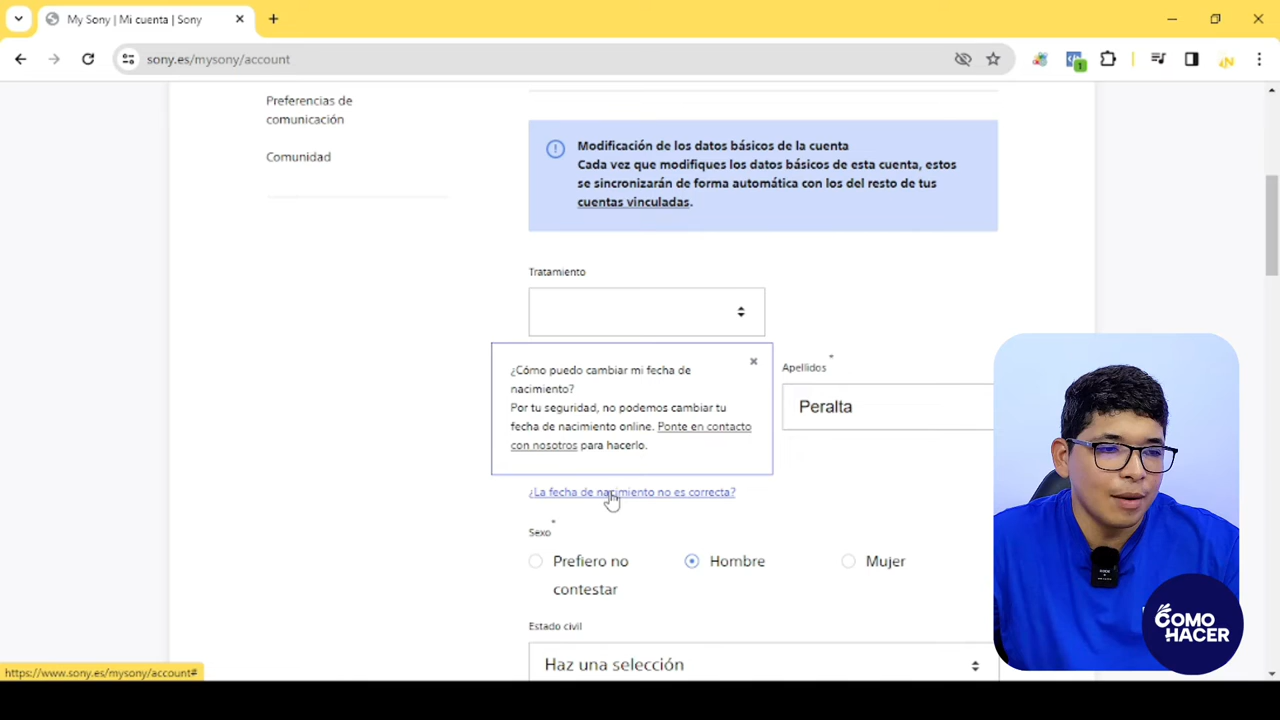 My Sony | Mi cuenta | Sony
sony.es/mysony/account
1
Preferencias de
comunicación
Comunidad
Modificación de los datos básicos de la cuenta
Cada vez que modifiques los datos básicos de esta cuenta, estos
se sincronizarán de forma automática con los del resto de tus
cuentas vinculadas.
Tratamiento
¿Cómo puedo cambiar mi fecha de
nacimiento?
Por tu seguridad, no podemos cambiar tu
fecha de nacimiento online. Ponte en contacto
con nosotros para hacerlo.
Apellidos *
Peralta
¿La fecha de nacimiento no es correcta?
Sexo *
Prefiero no
contestar
Hombre
Mujer
Estado civil
Haz una selección
https://www.sony.es/mysony/account#
COMO
HACER